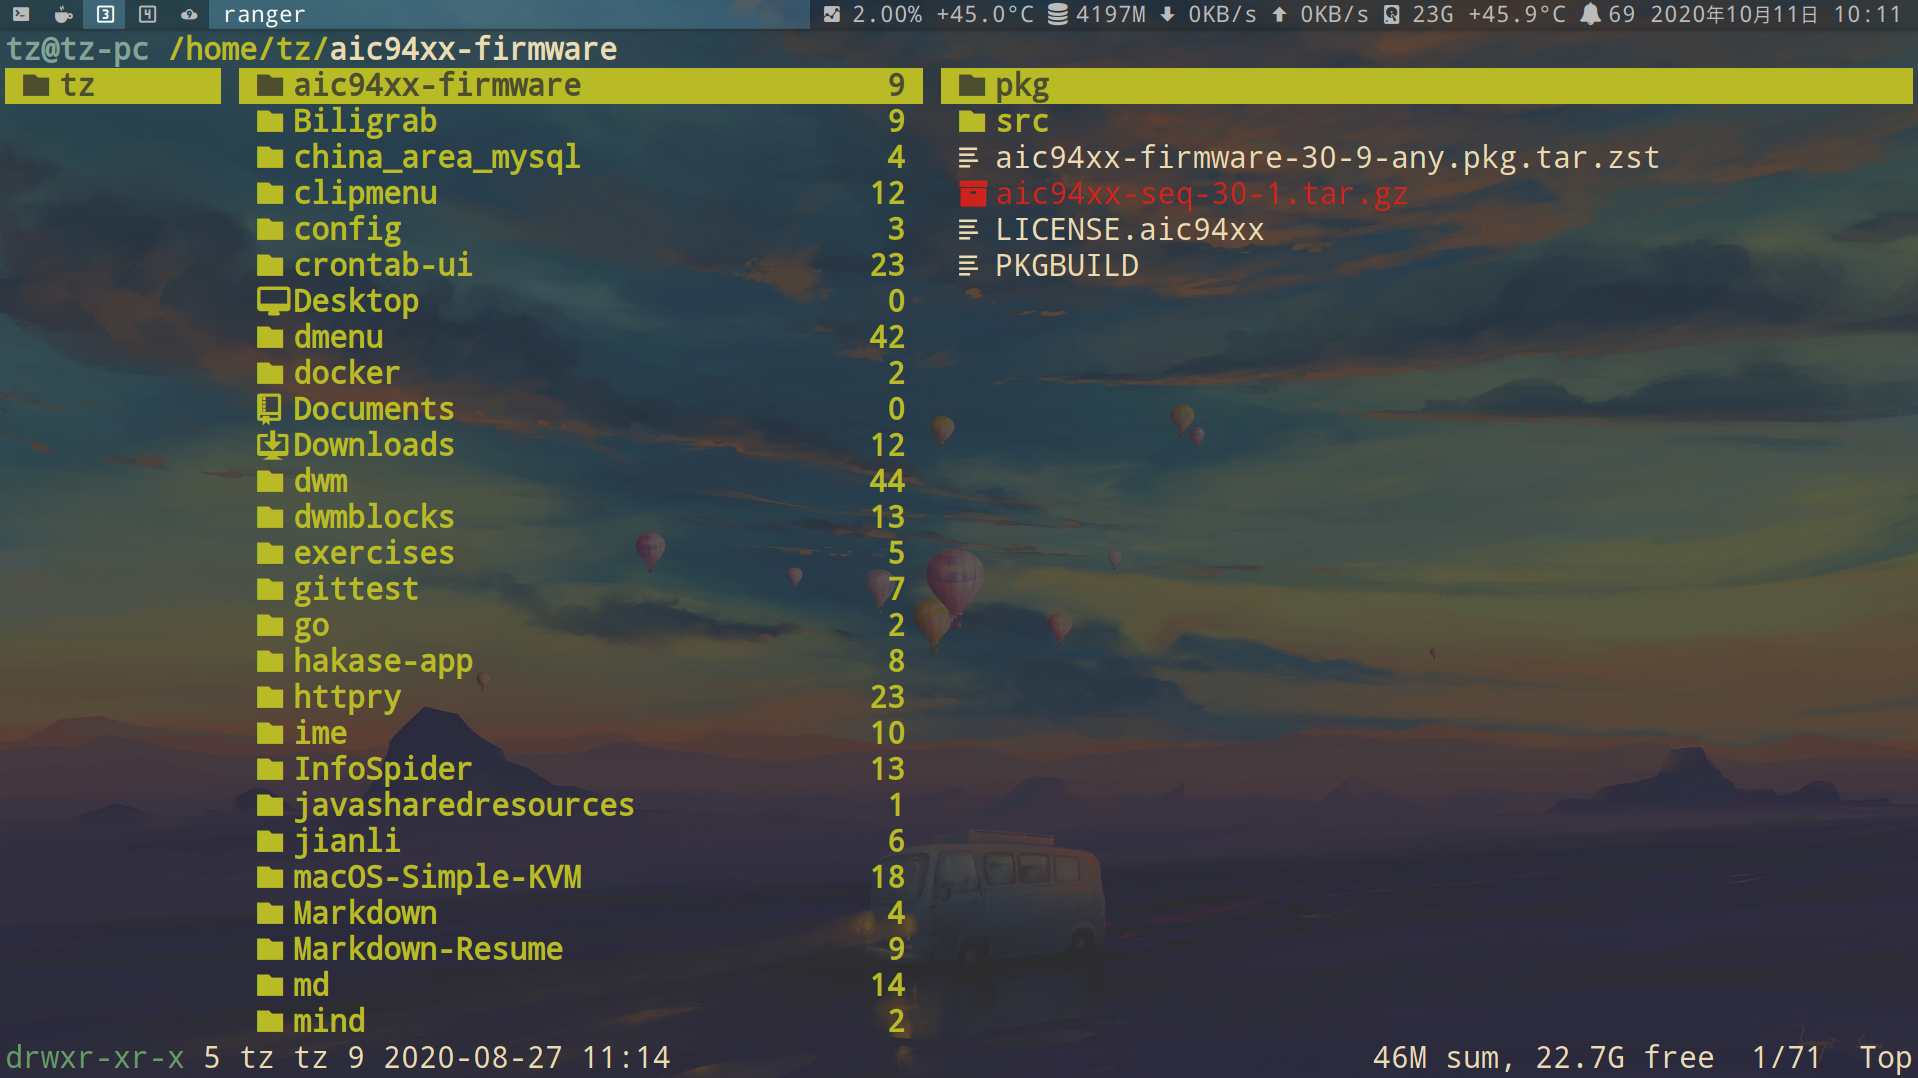 3 4 ranger 2.00% +45.0°C 4197M 0KB/s 0KB/s 23G +45.9°C 69 2020年10月11日 10:11
tz@tz-pc /home/tz/aic94xx-firmware
tz aic94xx-firmware 9 pkg
Biligrab 9 src
china_area_mysql 4 aic94xx-firmware-30-9-any.pkg.tar.zst
clipmenu 12 aic94xx-seq-30-1.tar.gz
config 3 LICENSE.aic94xx
crontab-ui 23 PKGBUILD
Desktop 0
dmenu 42
docker 2
Documents 0
Downloads 12
dwm 44
dwmblocks 13
exercises 5
gittest 7
go 2
hakase-app 8
httpry 23
ime 10
InfoSpider 13
javasharedresources 1
jianli 6
macOS-Simple-KVM 18
Markdown 4
Markdown-Resume 9
md 14
mind 2
drwxr-xr-x 5 tz tz 9 2020-08-27 11:14 46M sum, 22.7G free 1/71 Top